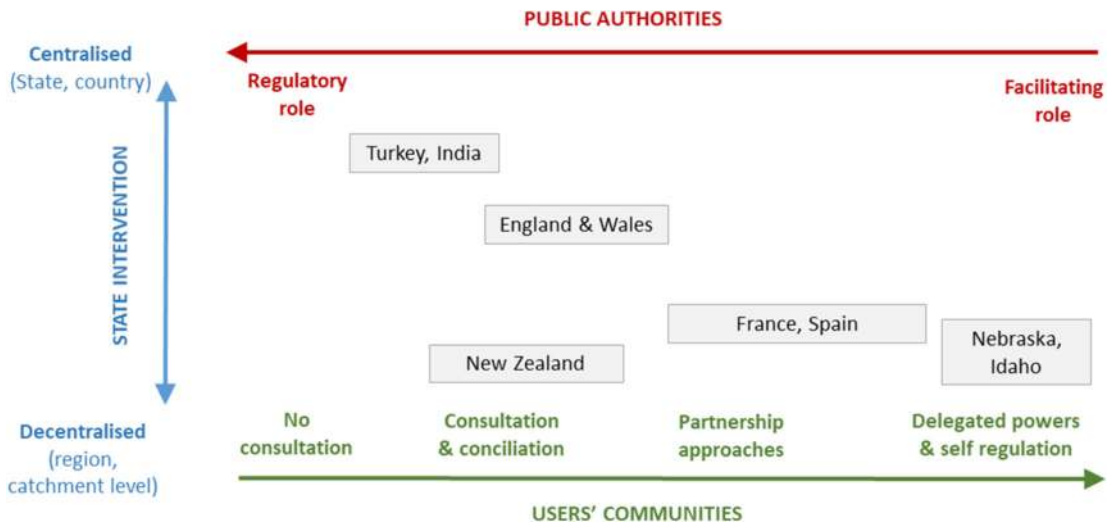 PUBLIC AUTHORITIES
Centralised
(State, country)
Regulatory
role
Facilitating
role
STATE INTERVENTION
Turkey, India
England & Wales
France, Spain
Nebraska,
Idaho
New Zealand
Decentralised
(region,
catchment level)
No
consultation
Consultation
& conciliation
Partnership
approaches
Delegated powers
& self regulation
USERS' COMMUNITIES